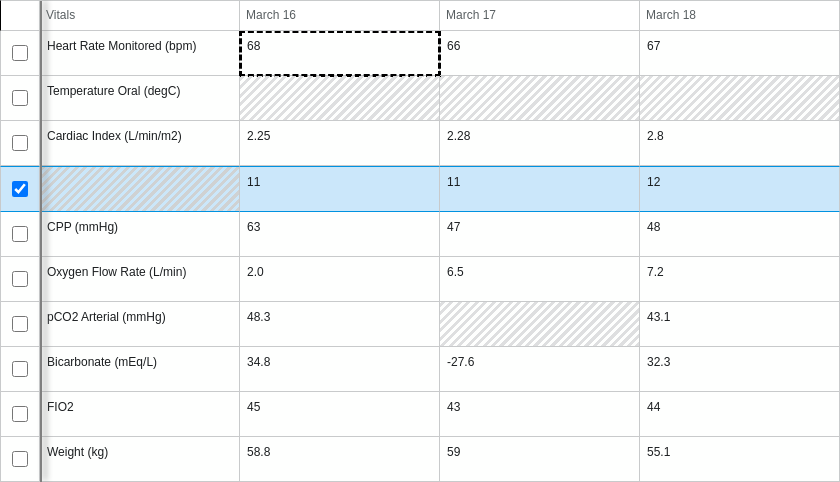 Vitals March 16 March 17 March 18
Heart Rate Monitored (bpm) 68 66 67
Temperature Oral (degC)
Cardiac Index (L/min/m2) 2.25 2.28 2.8
11 11 12
CPP (mmHg) 63 47 48
Oxygen Flow Rate (L/min) 2.0 6.5 7.2
pCO2 Arterial (mmHg) 48.3 43.1
Bicarbonate (mEq/L) 34.8 -27.6 32.3
FIO2 45 43 44
Weight (kg) 58.8 59 55.1